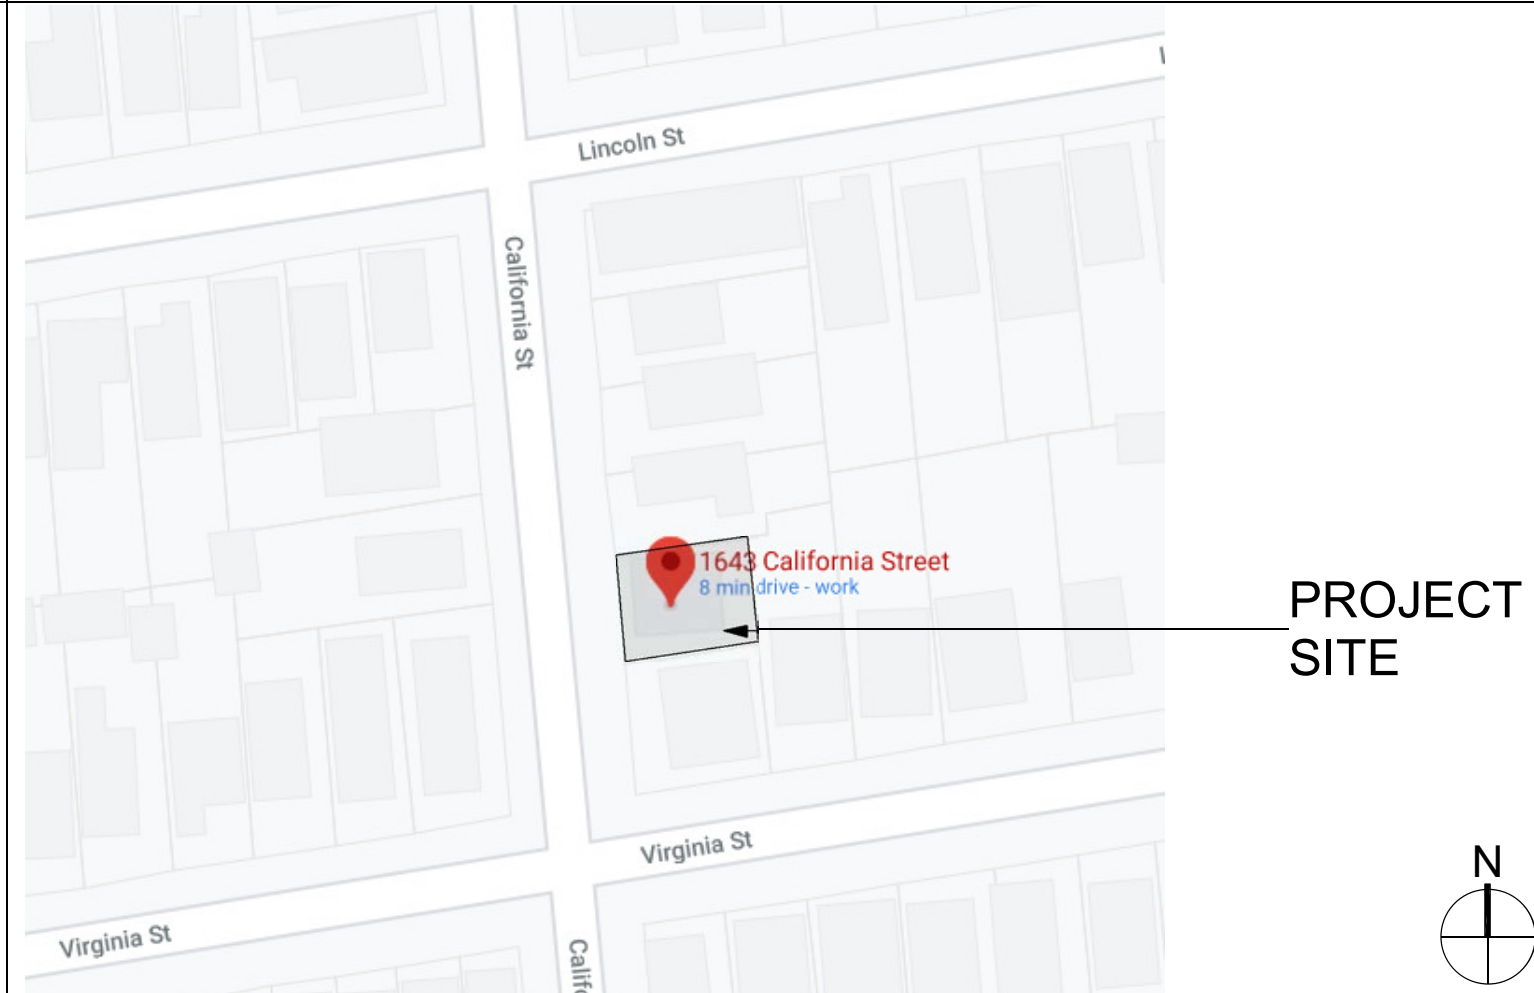 Lincoln St
California St
1643 California Street
8 min drive - work
PROJECT
SITE
Virginia St
N
Virginia St